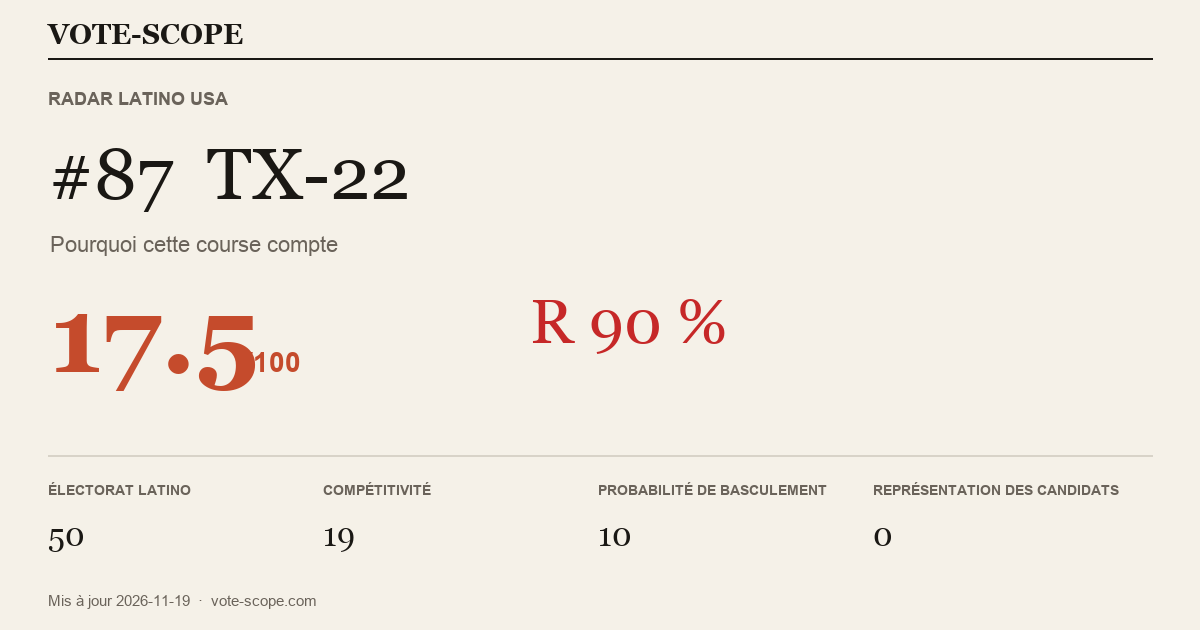 VOTE-SCOPE
RADAR LATINO USA
#87 TX-22
Pourquoi cette course compte
17.5/100
R 90 %
ÉLECTORAT LATINO
COMPÉTITIVITÉ
PROBABILITÉ DE BASCULEMENT
REPRÉSENTATION DES CANDIDATS
50
19
10
0
Mis à jour 2026-11-19 · vote-scope.com